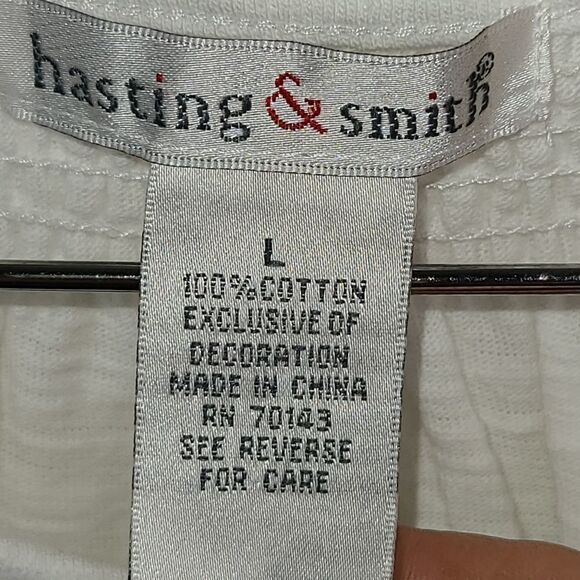 hasting & smith®
L
100% COTTON
EXCLUSIVE OF
DECORATION
MADE IN CHINA
RN 70143
SEE REVERSE
FOR CARE